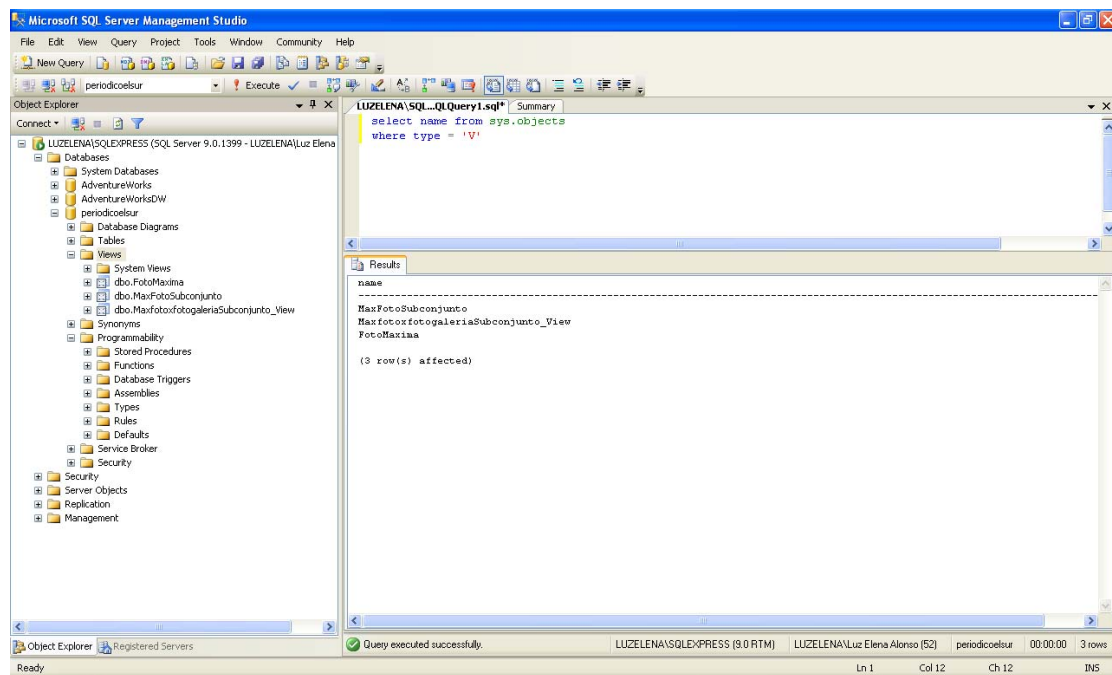 Microsoft SQL Server Management Studio
File Edit View Query Project Tools Window Community Help
New Query
periodicoelsur Execute
Object Explorer
LUZELENA\SQL...QLQuery1.sql* Summary
Connect
select name from sys.objects
where type = 'V'
LUZELENA\SQLEXPRESS (SQL Server 9.0.1399 - LUZELENA\Luz Elena
Databases
System Databases
AdventureWorks
AdventureWorksDW
periodicoelsur
Database Diagrams
Tables
Views
System Views
dbo.FotoMaxima
dbo.MaxFotoSubconjunto
dbo.MaxfotoxfotogaleriaSubconjunto_View
Synonyms
Programmability
Stored Procedures
Functions
Database Triggers
Assemblies
Types
Rules
Defaults
Service Broker
Security
Security
Server Objects
Replication
Management
Results
name
--------------------------------------------------------------------------------------------------------------------------------
MaxFotoSubconjunto
MaxfotoxfotogaleriaSubconjunto_View
FotoMaxima
(3 row(s) affected)
Object Explorer Registered Servers
Query executed successfully. LUZELENA\SQLEXPRESS (9.0 RTM) LUZELENA\Luz Elena Alonso (52) periodicoelsur 00:00:00 3 rows
Ready Ln 1 Col 12 Ch 12 INS